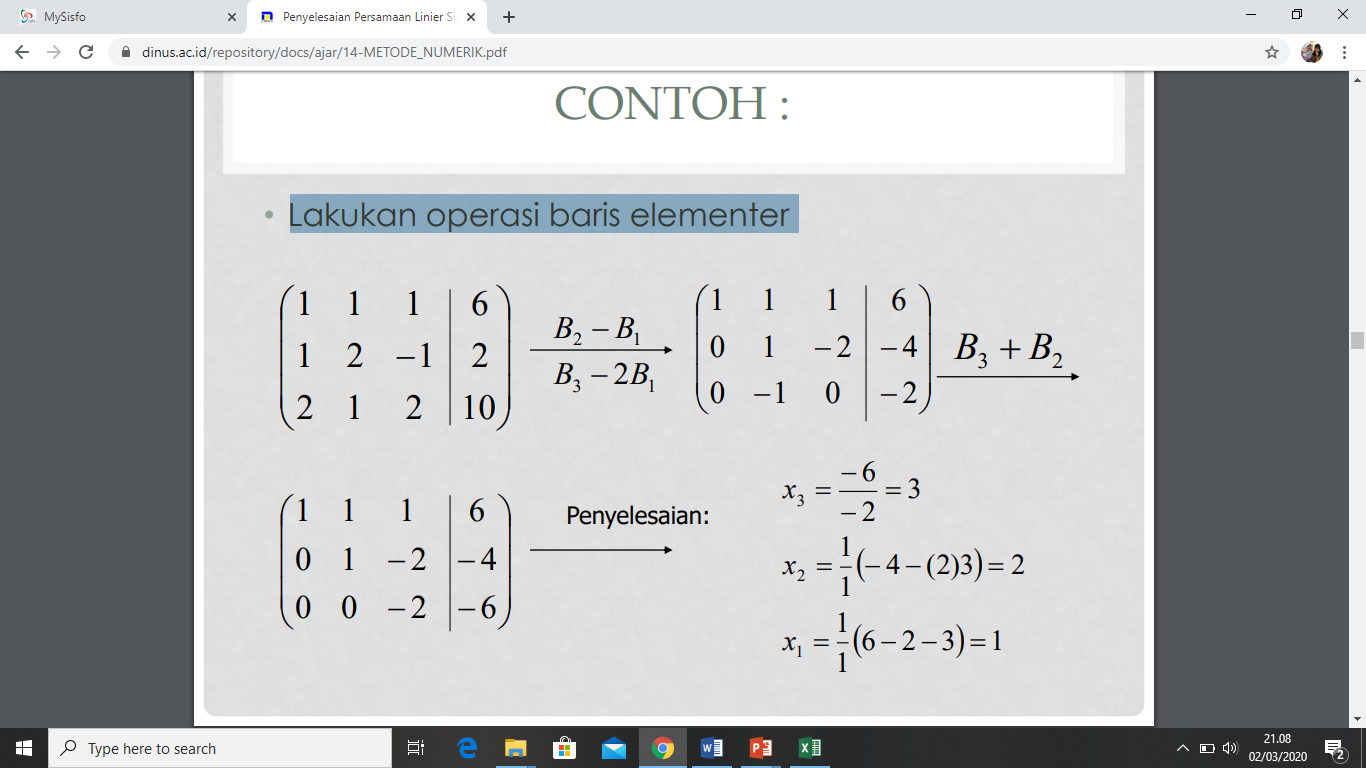 MySisfo
Penyelesaian Persamaan Linier Si
dinus.ac.id/repository/docs/ajar/14-METODE_NUMERIK.pdf
CONTOH :
• Lakukan operasi baris elementer
1 1 1 | 6
1 2 −1 | 2
2 1 2 | 10
B₂ − B₁
B₃ − 2B₁
1 1 1 | 6
0 1 −2 | −4
0 −1 0 | −2
B₃ + B₂
1 1 1 | 6
0 1 −2 | −4
0 0 −2 | −6
Penyelesaian:
x₃ = −6/−2 = 3
x₂ = 1/1(−4 − (2)3) = 2
x₁ = 1/1(6 − 2 − 3) = 1
Type here to search
21.08
02/03/2020
2